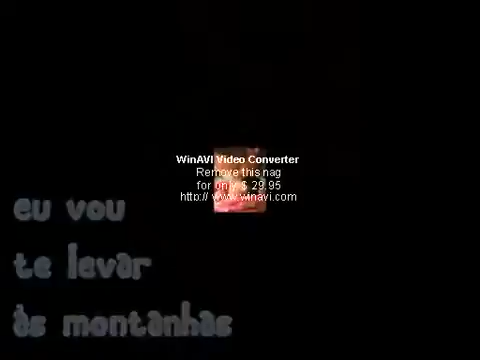 WinAVI Video Converter
Remove this nag
for only $ 29.95
http:// www.winavi.com
eu vou
te levar
às montanhas